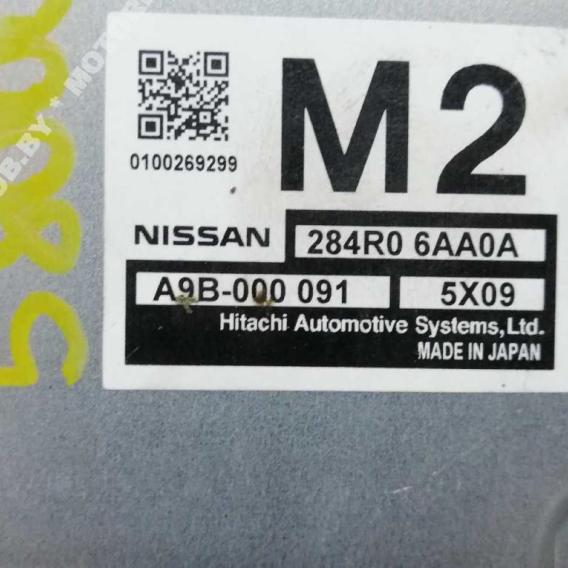 M2
0100269299
NISSAN 284R0 6AA0A
A9B-000 091 5X09
Hitachi Automotive Systems,Ltd.
MADE IN JAPAN